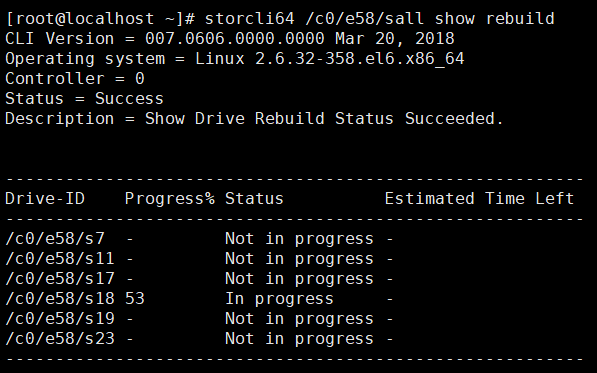 [root@localhost ~]# storcli64 /c0/e58/sall show rebuild
CLI Version = 007.0606.0000.0000 Mar 20, 2018
Operating system = Linux 2.6.32-358.el6.x86_64
Controller = 0
Status = Success
Description = Show Drive Rebuild Status Succeeded.
----------------------------------------------------------
Drive-ID    Progress% Status          Estimated Time Left
----------------------------------------------------------
/c0/e58/s7  -         Not in progress -
/c0/e58/s11 -         Not in progress -
/c0/e58/s17 -         Not in progress -
/c0/e58/s18 53        In progress     -
/c0/e58/s19 -         Not in progress -
/c0/e58/s23 -         Not in progress -
----------------------------------------------------------